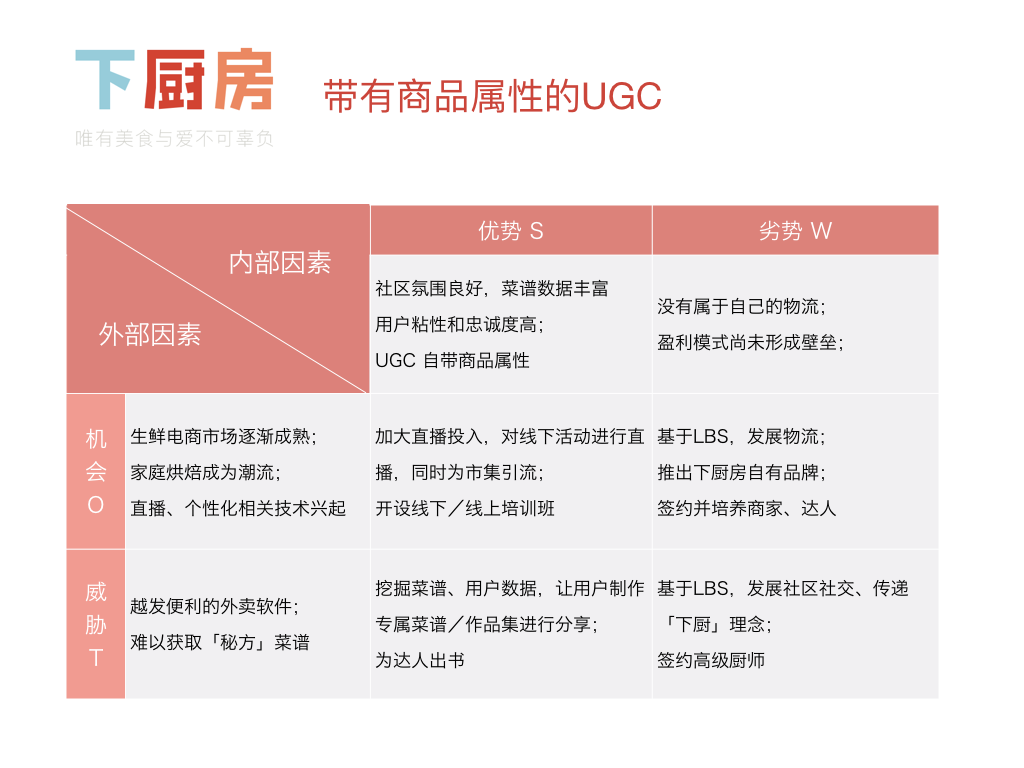 下厨房
唯有美食与爱不可辜负
带有商品属性的UGC
内部因素
外部因素
优势 S
劣势 W
社区氛围良好，菜谱数据丰富
用户粘性和忠诚度高；
UGC 自带商品属性
没有属于自己的物流；
盈利模式尚未形成壁垒；
机
会
O
生鲜电商市场逐渐成熟；
家庭烘焙成为潮流；
直播、个性化相关技术兴起
加大直播投入，对线下活动进行直
播，同时为市集引流；
开设线下／线上培训班
基于LBS，发展物流；
推出下厨房自有品牌；
签约并培养商家、达人
威
胁
T
越发便利的外卖软件；
难以获取「秘方」菜谱
挖掘菜谱、用户数据，让用户制作
专属菜谱／作品集进行分享；
为达人出书
基于LBS，发展社区社交、传递
「下厨」理念；
签约高级厨师